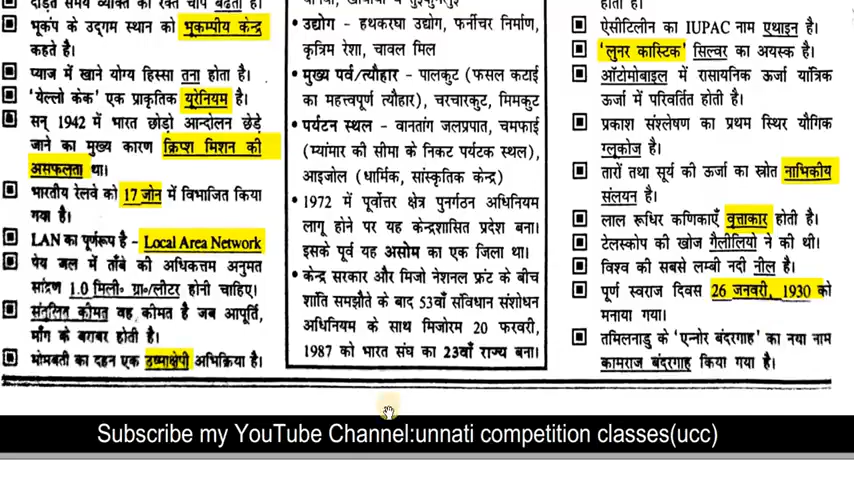 दौड़ते समय व्यक्ति का रक्त चाप बढ़ता है।
भूकंप के उद्‌गम स्थान को भूकम्पीय केन्द्र
कहते है।
प्याज में खाने योग्य हिस्सा तना होता है।
'येल्लो केक' एक प्राकृतिक यूरेनियम है।
सन् 1942 में भारत छोड़ो आन्दोलन छेड़े
जाने का मुख्य कारण क्रिप्श मिशन की
असफलता था।
भारतीय रेलवे को 17 जोन में विभाजित किया
गया है।
LAN का पूर्णरूप है - Local Area Network
पेय जल में ताँबे की अधिकतम अनुमत
सांद्रण 1.0 मिली॰ ग्रा॰/लीटर होनी चाहिए।
संतुलित कीमत वह कीमत है जब आपूर्ति,
माँग के बराबर होती है।
मोमबती का दहन एक उष्माक्षेपी अभिक्रिया है।
उद्योग - हथकरघा उद्योग, फर्नीचर निर्माण,
कृत्रिम रेशा, चावल मिल
मुख्य पर्व/त्यौहार - पालकुट (फसल कटाई
का महत्वपूर्ण त्यौहार), चरचारकुट, मिमकुट
पर्यटन स्थल - वानतांग जलप्रपात, चमफाई
(म्यांमार की सीमा के निकट पर्यटक स्थल),
आइजोल (धार्मिक, सांस्कृतिक केन्द्र)
1972 में पूर्वोत्तर क्षेत्र पुनर्गठन अधिनियम
लागू होने पर यह केन्द्रशासित प्रदेश बना।
इसके पूर्व यह असोम का एक जिला था।
केन्द्र सरकार और मिजो नेशनल फ्रंट के बीच
शांति समझौते के बाद 53वाँ संविधान संशोधन
अधिनियम के साथ मिजोरम 20 फरवरी,
1987 को भारत संघ का 23वाँ राज्य बना।
होता है।
ऐसीटिलीन का IUPAC नाम एथाइन है।
'लुनर कास्टिक' सिल्वर का अयस्क है।
ऑटोमोबाइल में रासायनिक ऊर्जा यांत्रिक
ऊर्जा में परिवर्तित होती है।
प्रकाश संश्लेषण का प्रथम स्थिर यौगिक
ग्लूकोज है।
तारों तथा सूर्य की ऊर्जा का स्रोत नाभिकीय
संलयन है।
लाल रूधिर कणिकाएँ वृत्ताकार होती है।
टेलस्कोप की खोज गैलीलियो ने की थी।
विश्व की सबसे लम्बी नदी नील है।
पूर्ण स्वराज दिवस 26 जनवरी, 1930 को
मनाया गया।
तमिलनाडु के 'एन्नोर बंदरगाह' का नया नाम
कामराज बंदरगाह किया गया है।
Subscribe my YouTube Channel:unnati competition classes(ucc)